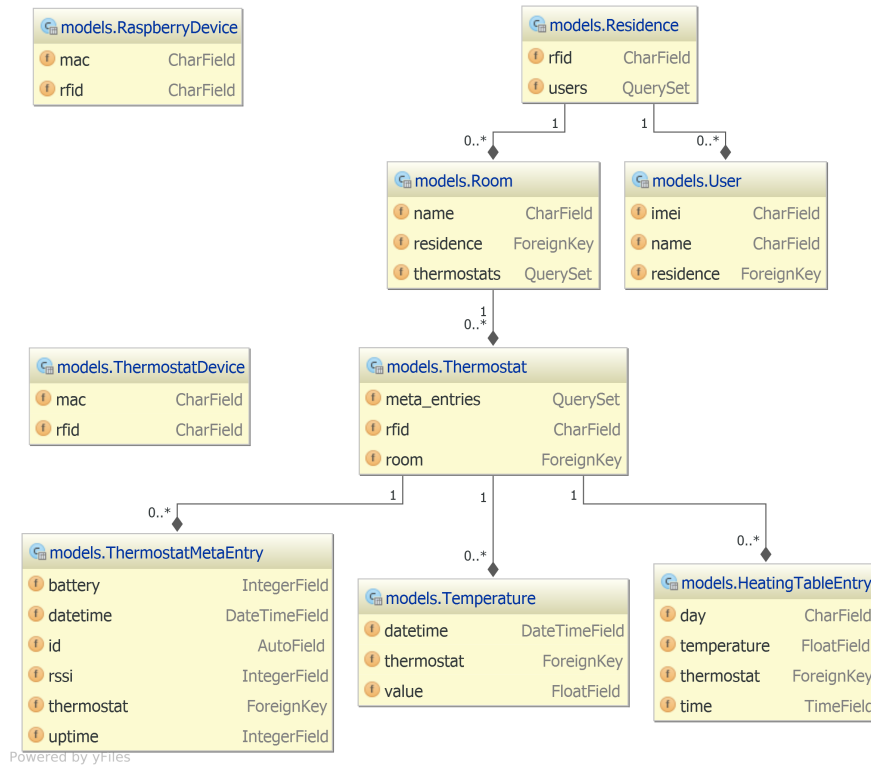 models.RaspberryDevice
mac CharField
rfid CharField
models.Residence
rfid CharField
users QuerySet
1
0..*
1
0..*
models.Room
name CharField
residence ForeignKey
thermostats QuerySet
models.User
imei CharField
name CharField
residence ForeignKey
1
0..*
models.ThermostatDevice
mac CharField
rfid CharField
models.Thermostat
meta_entries QuerySet
rfid CharField
room ForeignKey
1
0..*
1
0..*
1
0..*
models.ThermostatMetaEntry
battery IntegerField
datetime DateTimeField
id AutoField
rssi IntegerField
thermostat ForeignKey
uptime IntegerField
models.Temperature
datetime DateTimeField
thermostat ForeignKey
value FloatField
models.HeatingTableEntry
day CharField
temperature FloatField
thermostat ForeignKey
time TimeField
Powered by yFiles